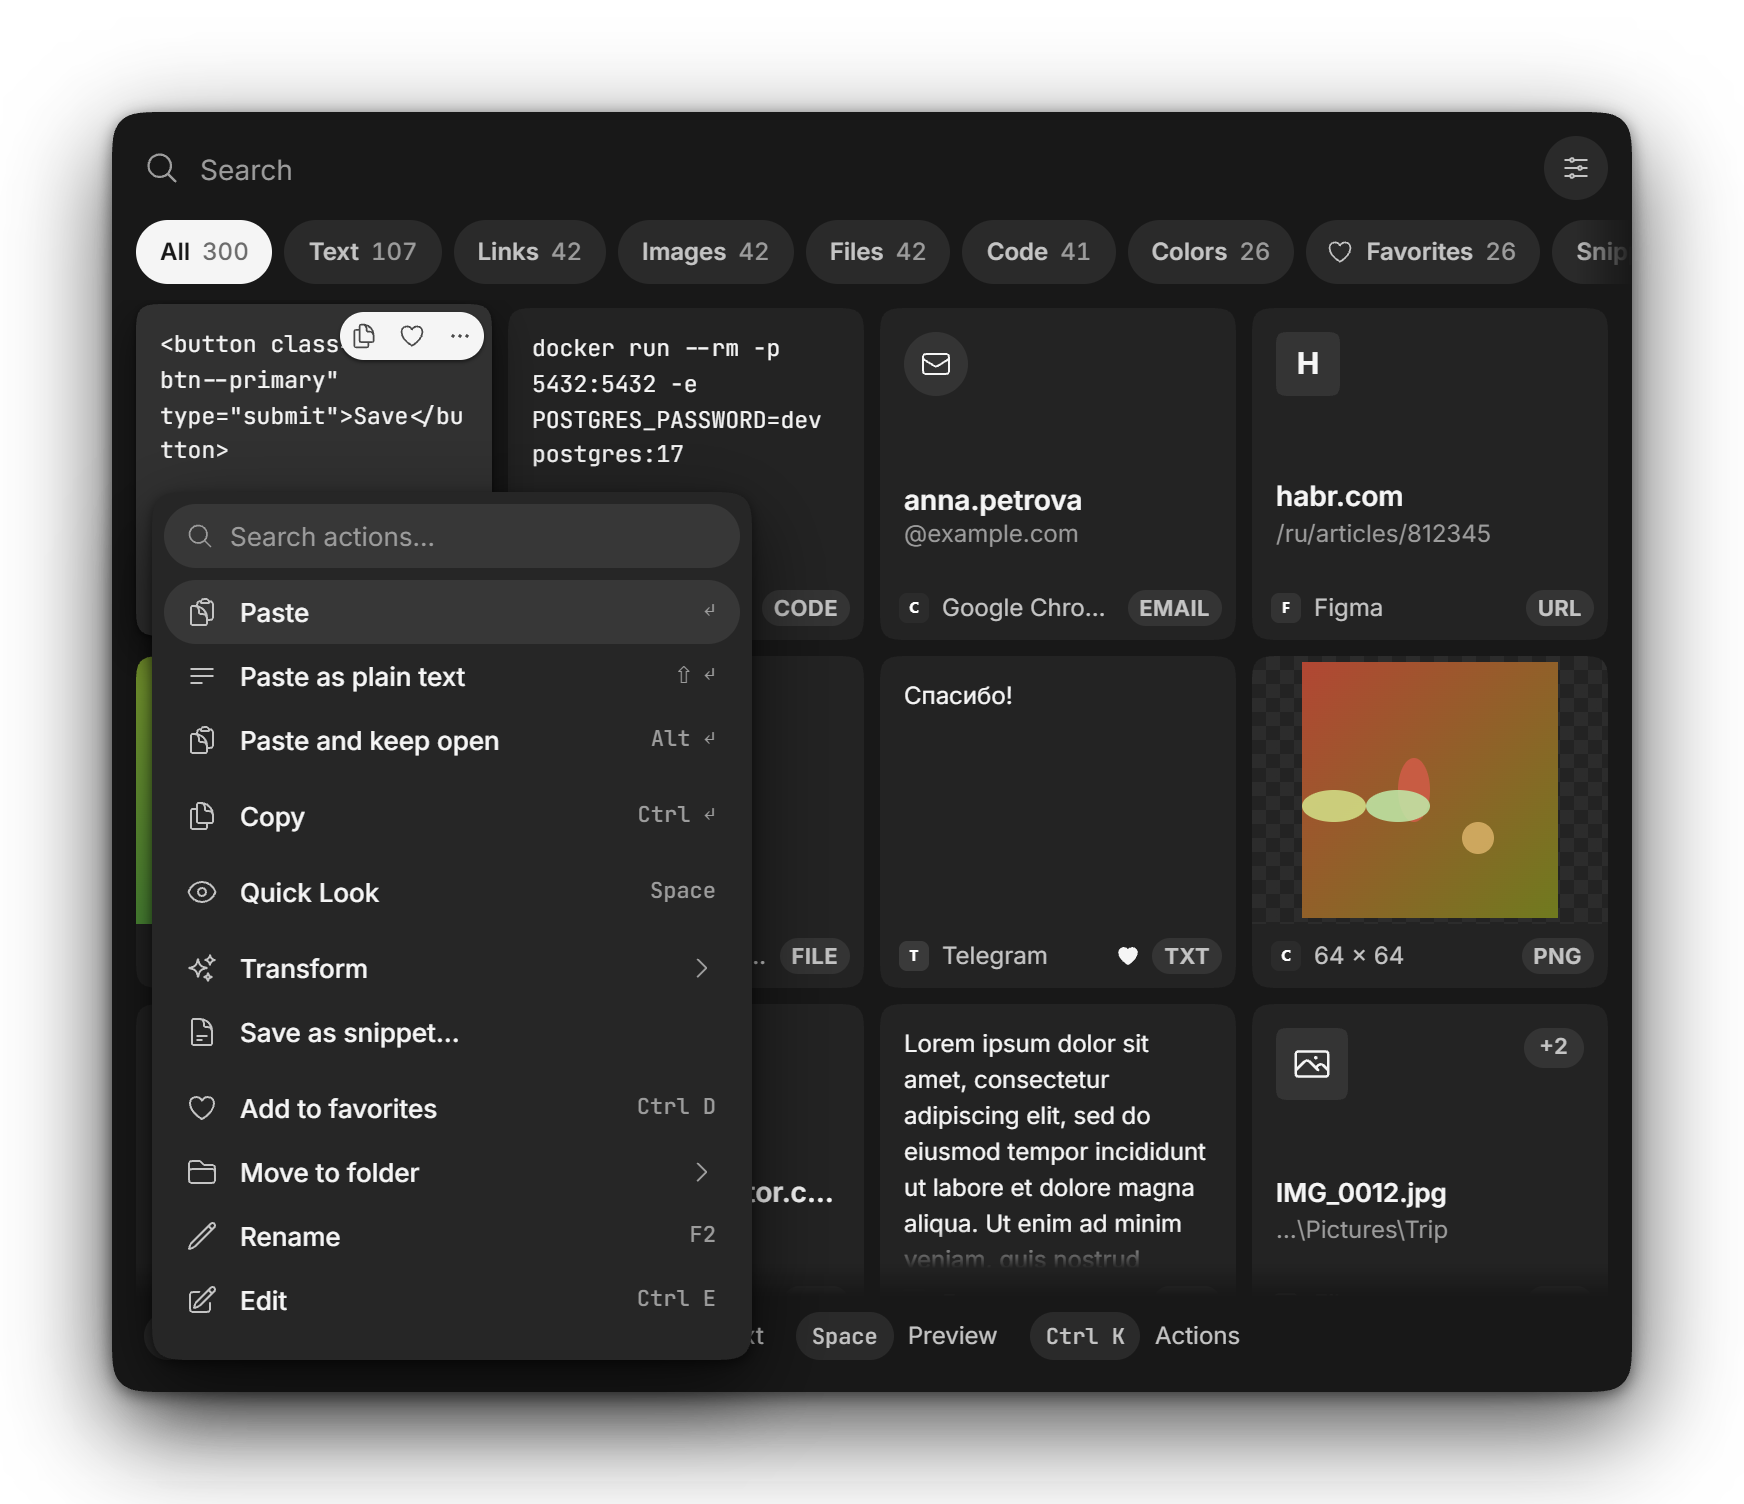 Search
All 300 Text 107 Links 42 Images 42 Files 42 Code 41 Colors 26 Favorites 26 Snip
<button class
btn--primary"
type="submit">Save</bu
tton>
docker run --rm -p
5432:5432 -e
POSTGRES_PASSWORD=dev
postgres:17
CODE
anna.petrova
@example.com
C Google Chro... EMAIL
H
habr.com
/ru/articles/812345
F Figma URL
Search actions...
Paste ↵
Paste as plain text ⇧ ↵
Paste and keep open Alt ↵
Copy Ctrl ↵
Quick Look Space
Transform
Save as snippet...
Add to favorites Ctrl D
Move to folder
Rename F2
Edit Ctrl E
.. FILE
Спасибо!
T Telegram TXT
C 64 × 64 PNG
tor.c...
Lorem ipsum dolor sit
amet, consectetur
adipiscing elit, sed do
eiusmod tempor incididunt
ut labore et dolore magna
aliqua. Ut enim ad minim
veniam, quis nostrud
+2
IMG_0012.jpg
...\Pictures\Trip
Space Preview Ctrl K Actions